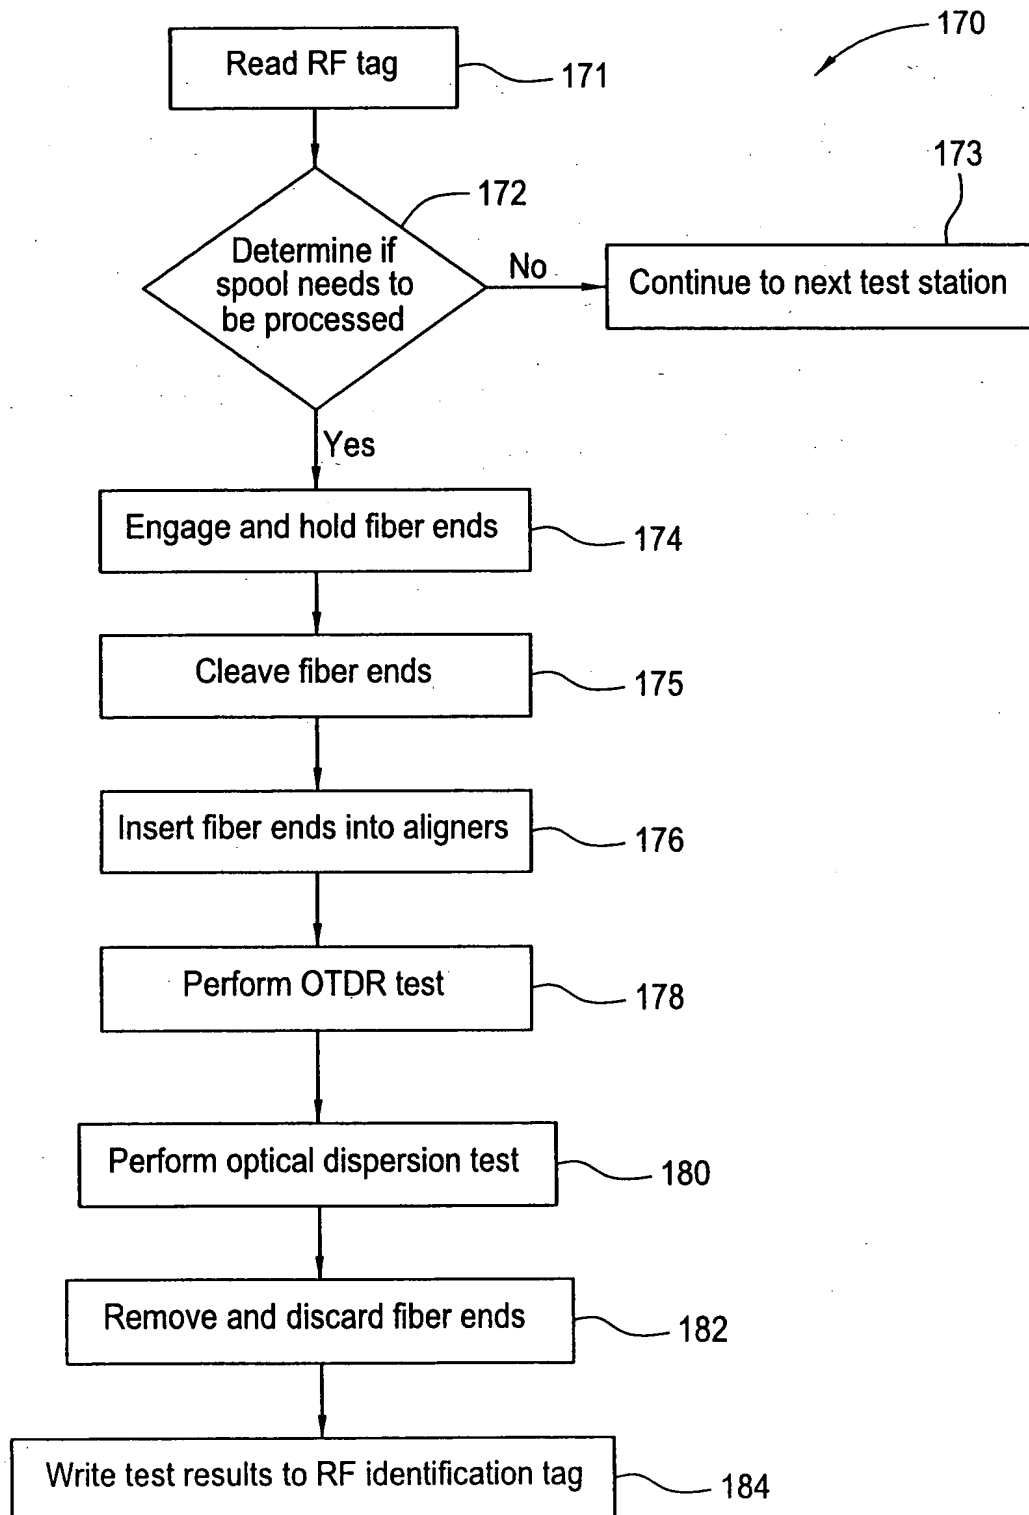 170
Read RF tag
171
172
173
Determine if
spool needs to
be processed
No
Continue to next test station
Yes
Engage and hold fiber ends
174
Cleave fiber ends
175
Insert fiber ends into aligners
176
Perform OTDR test
178
Perform optical dispersion test
180
Remove and discard fiber ends
182
Write test results to RF identification tag
184